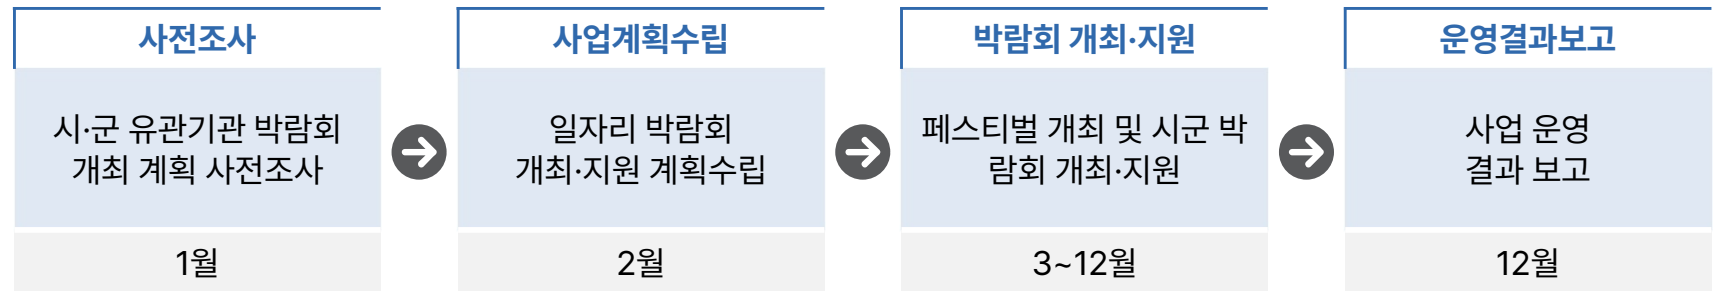 사전조사
시·군 유관기관 박람회
개최 계획 사전조사
1월
사업계획수립
일자리 박람회
개최·지원 계획수립
2월
박람회 개최·지원
페스티벌 개최 및 시군 박
람회 개최·지원
3~12월
운영결과보고
사업 운영
결과 보고
12월